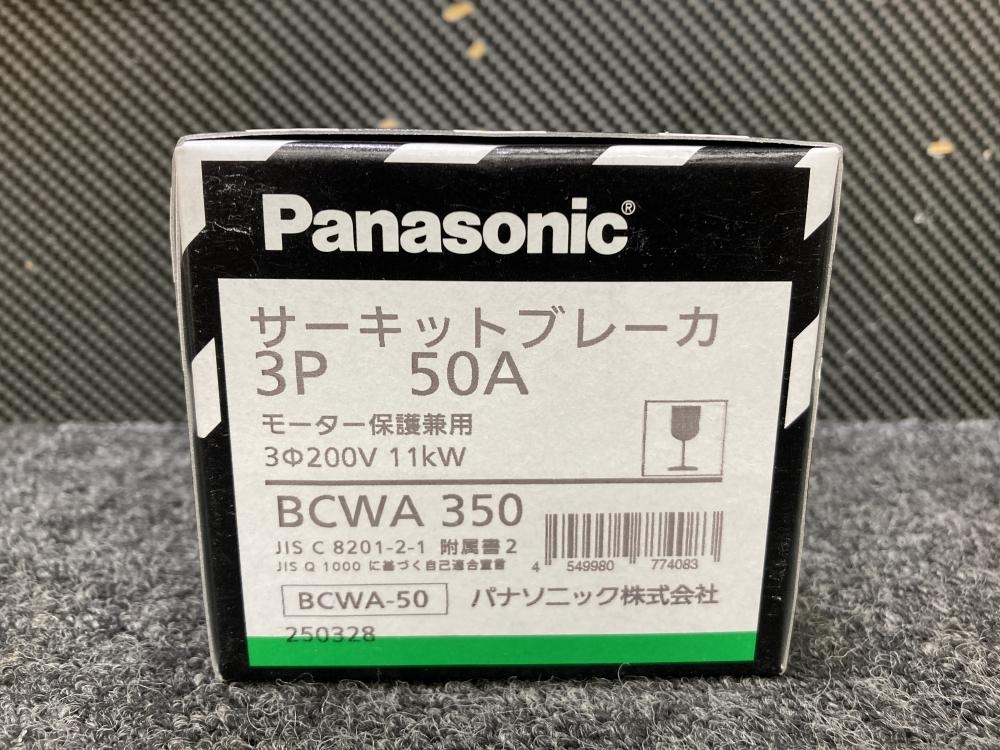 Panasonic®
サーキットブレーカ
3P 50A
モーター保護兼用
3Φ200V 11kW
BCWA 350
JIS C 8201-2-1 附属書2
JIS Q 1000 に基づく自己適合宣言
4 549980 774083
BCWA-50 パナソニック株式会社
250328